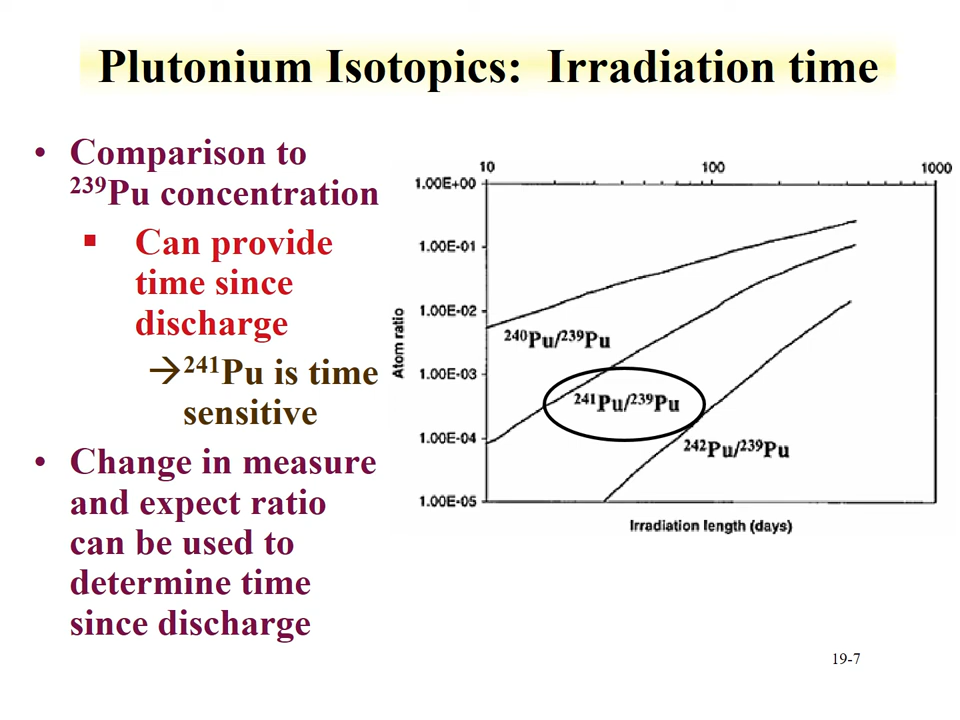 Plutonium Isotopics: Irradiation time
• Comparison to
²³⁹Pu concentration
▪ Can provide
time since
discharge
→²⁴¹Pu is time
sensitive
• Change in measure
and expect ratio
can be used to
determine time
since discharge
10 100 1000
1.00E+00
1.00E-01
1.00E-02
1.00E-03
1.00E-04
1.00E-05
Atom ratio
²⁴⁰Pu/²³⁹Pu
²⁴¹Pu/²³⁹Pu
²⁴²Pu/²³⁹Pu
Irradiation length (days)
19-7